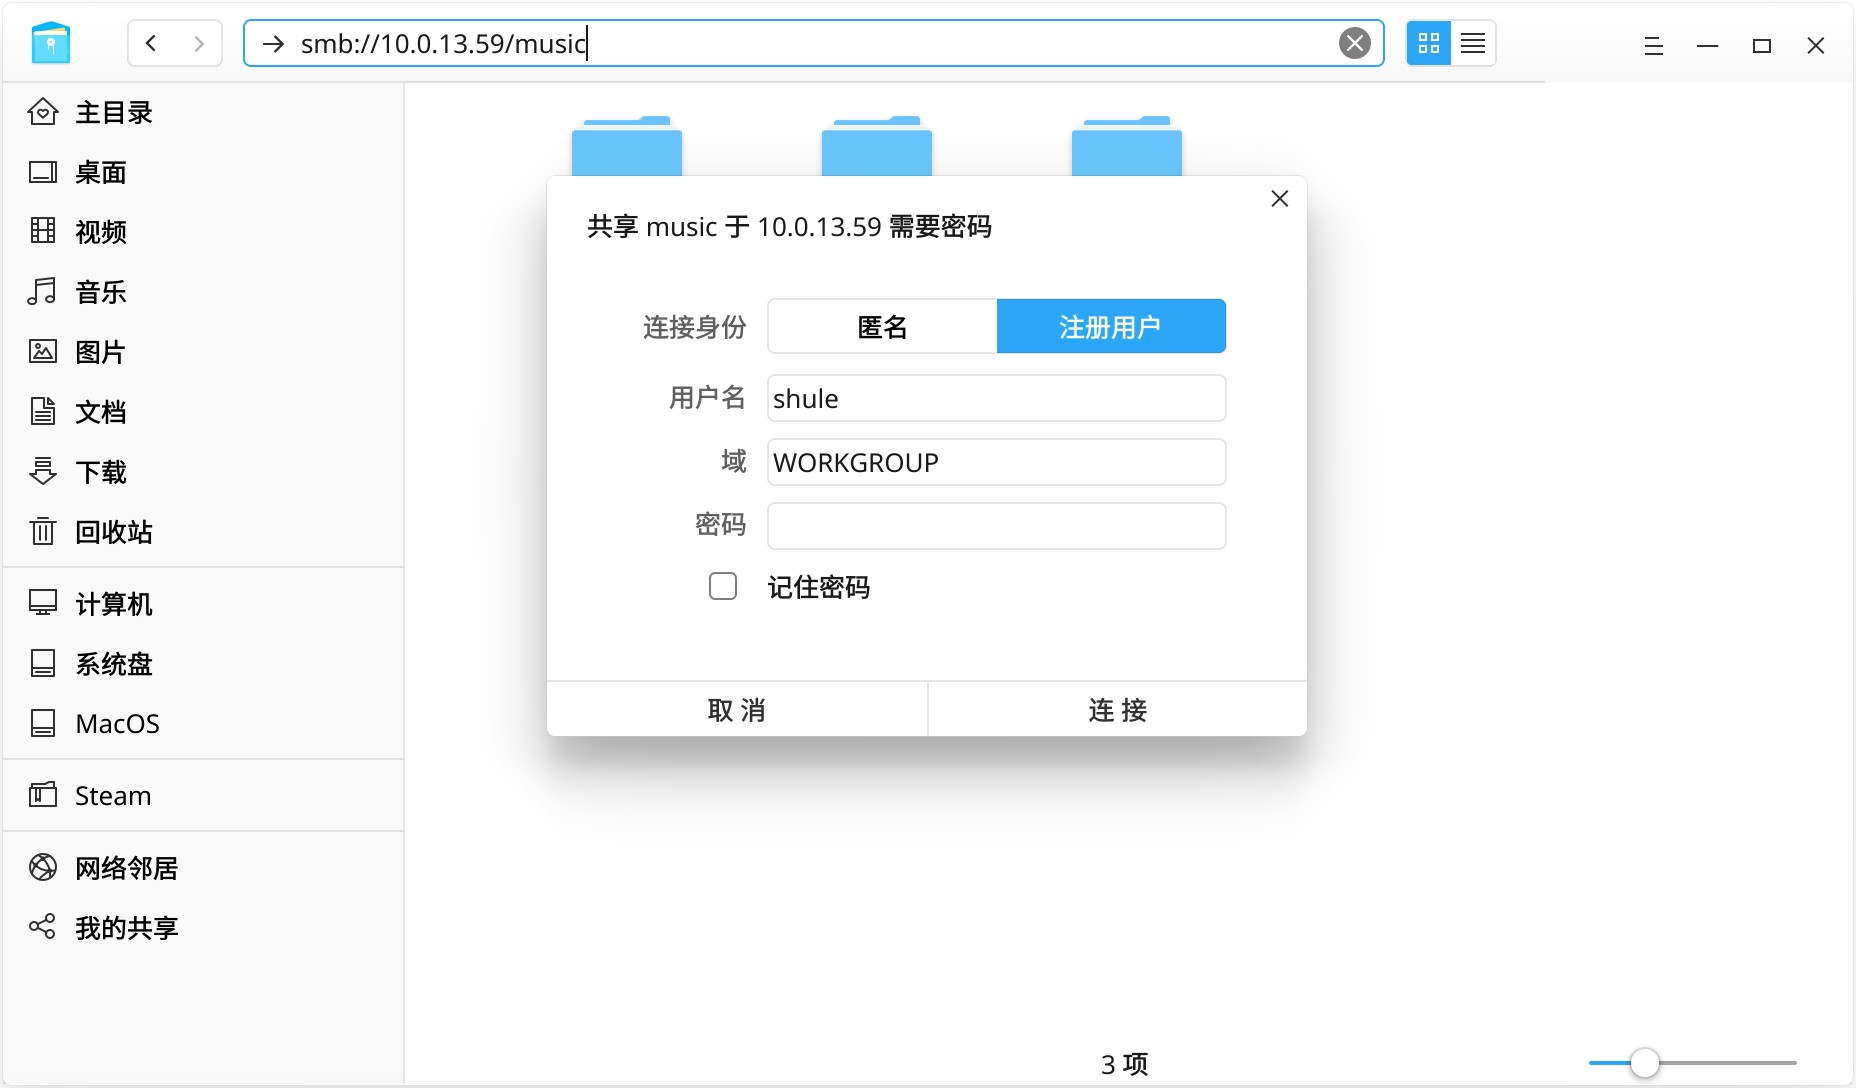 smb://10.0.13.59/music
主目录
桌面
视频
音乐
图片
文档
下载
回收站
计算机
系统盘
MacOS
Steam
网络邻居
我的共享
共享 music 于 10.0.13.59 需要密码
连接身份 匿名 注册用户
用户名 shule
域 WORKGROUP
密码
记住密码
取 消 连 接
3 项